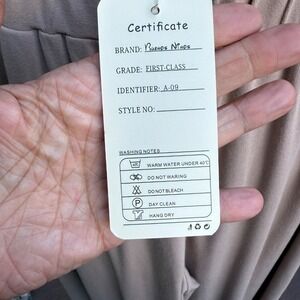 Certificate
BRAND:
GRADE: FIRST-CLASS
IDENTIFIER: A-09
STYLE NO:
WASHING NOTES
WARM WATER UNDER 40℃
DO NOT WARING
DO NOT BLEACH
P DAY CLEAN
HANG DRY